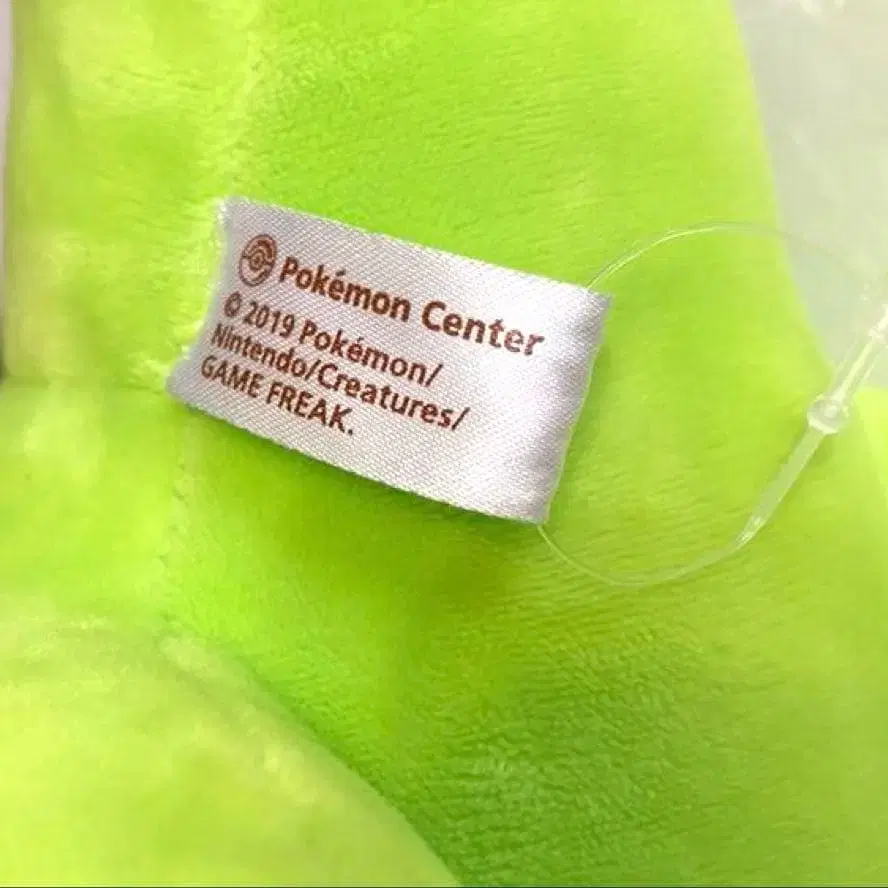 Pokémon Center
© 2019 Pokémon/
Nintendo/Creatures/
GAME FREAK.